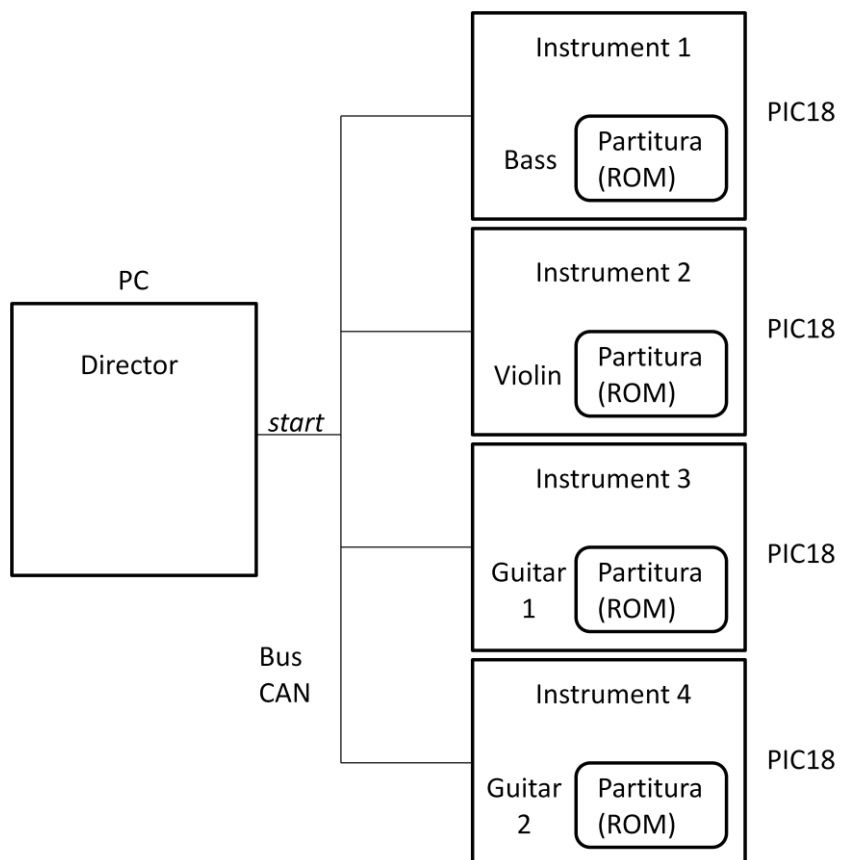 PC
Director
start
Bus
CAN
Instrument 1
Bass
Partitura
(ROM)
PIC18
Instrument 2
Violin
Partitura
(ROM)
PIC18
Instrument 3
Guitar
1
Partitura
(ROM)
PIC18
Instrument 4
Guitar
2
Partitura
(ROM)
PIC18